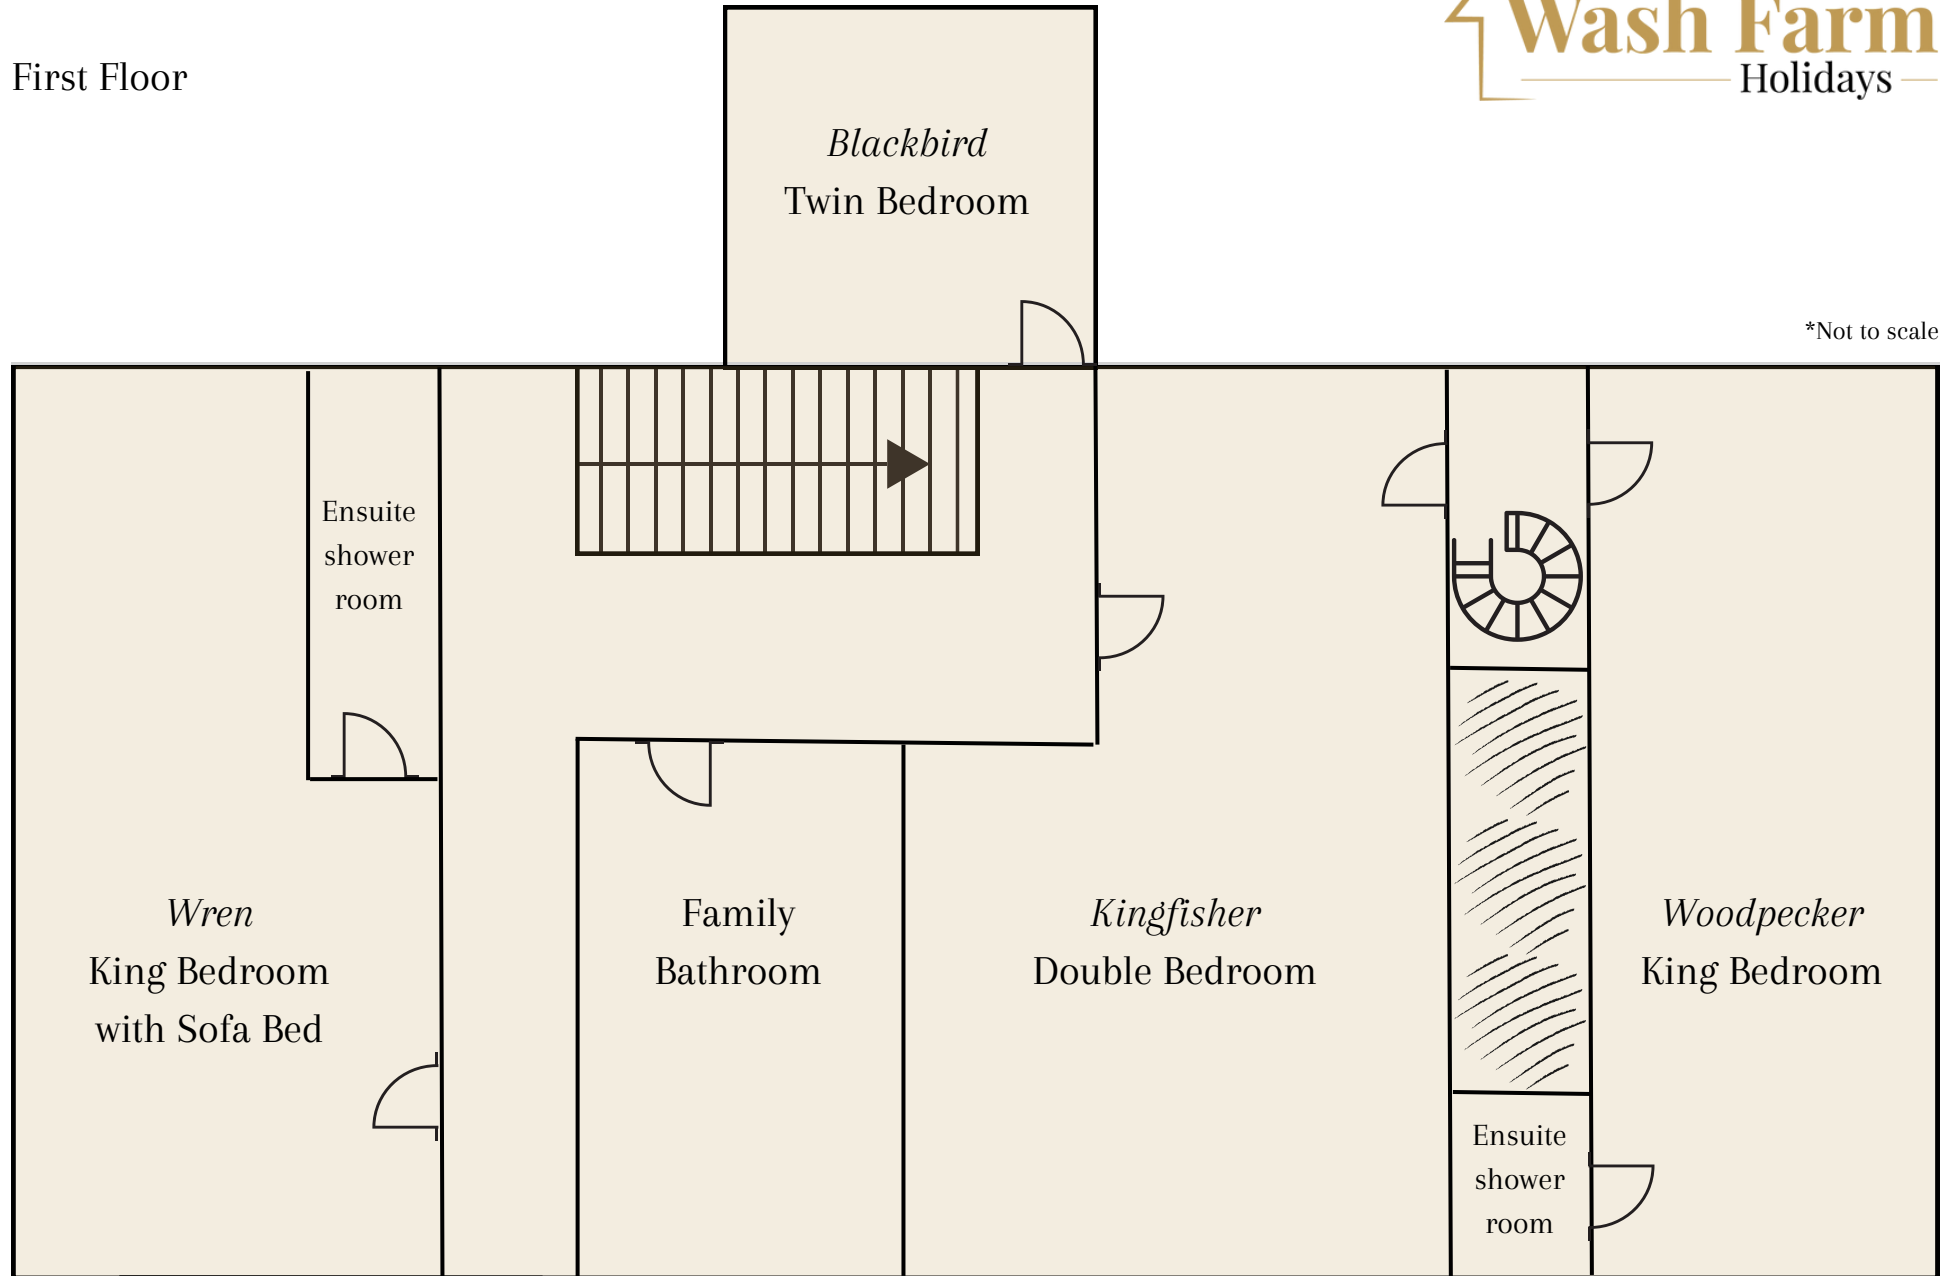 Wash Farm
Holidays
First Floor
Blackbird
Twin Bedroom
*Not to scale
Ensuite
shower
room
Wren
King Bedroom
with Sofa Bed
Family
Bathroom
Kingfisher
Double Bedroom
Woodpecker
King Bedroom
Ensuite
shower
room